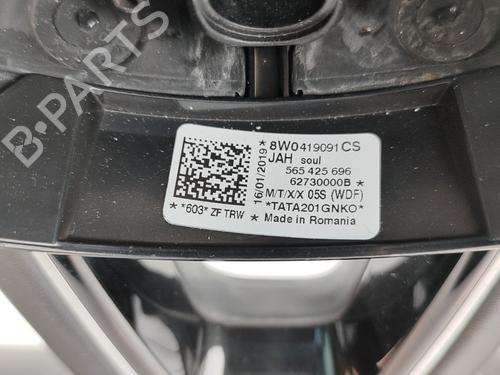 B-PARTS
*8W0419091CS
JAH soul
565 425 696
62730000B *
M/T/X/X 05S (WDF)
*TATA201GNKO*
* Made in Romania
16/01/2019*
* *603* ZF TRW